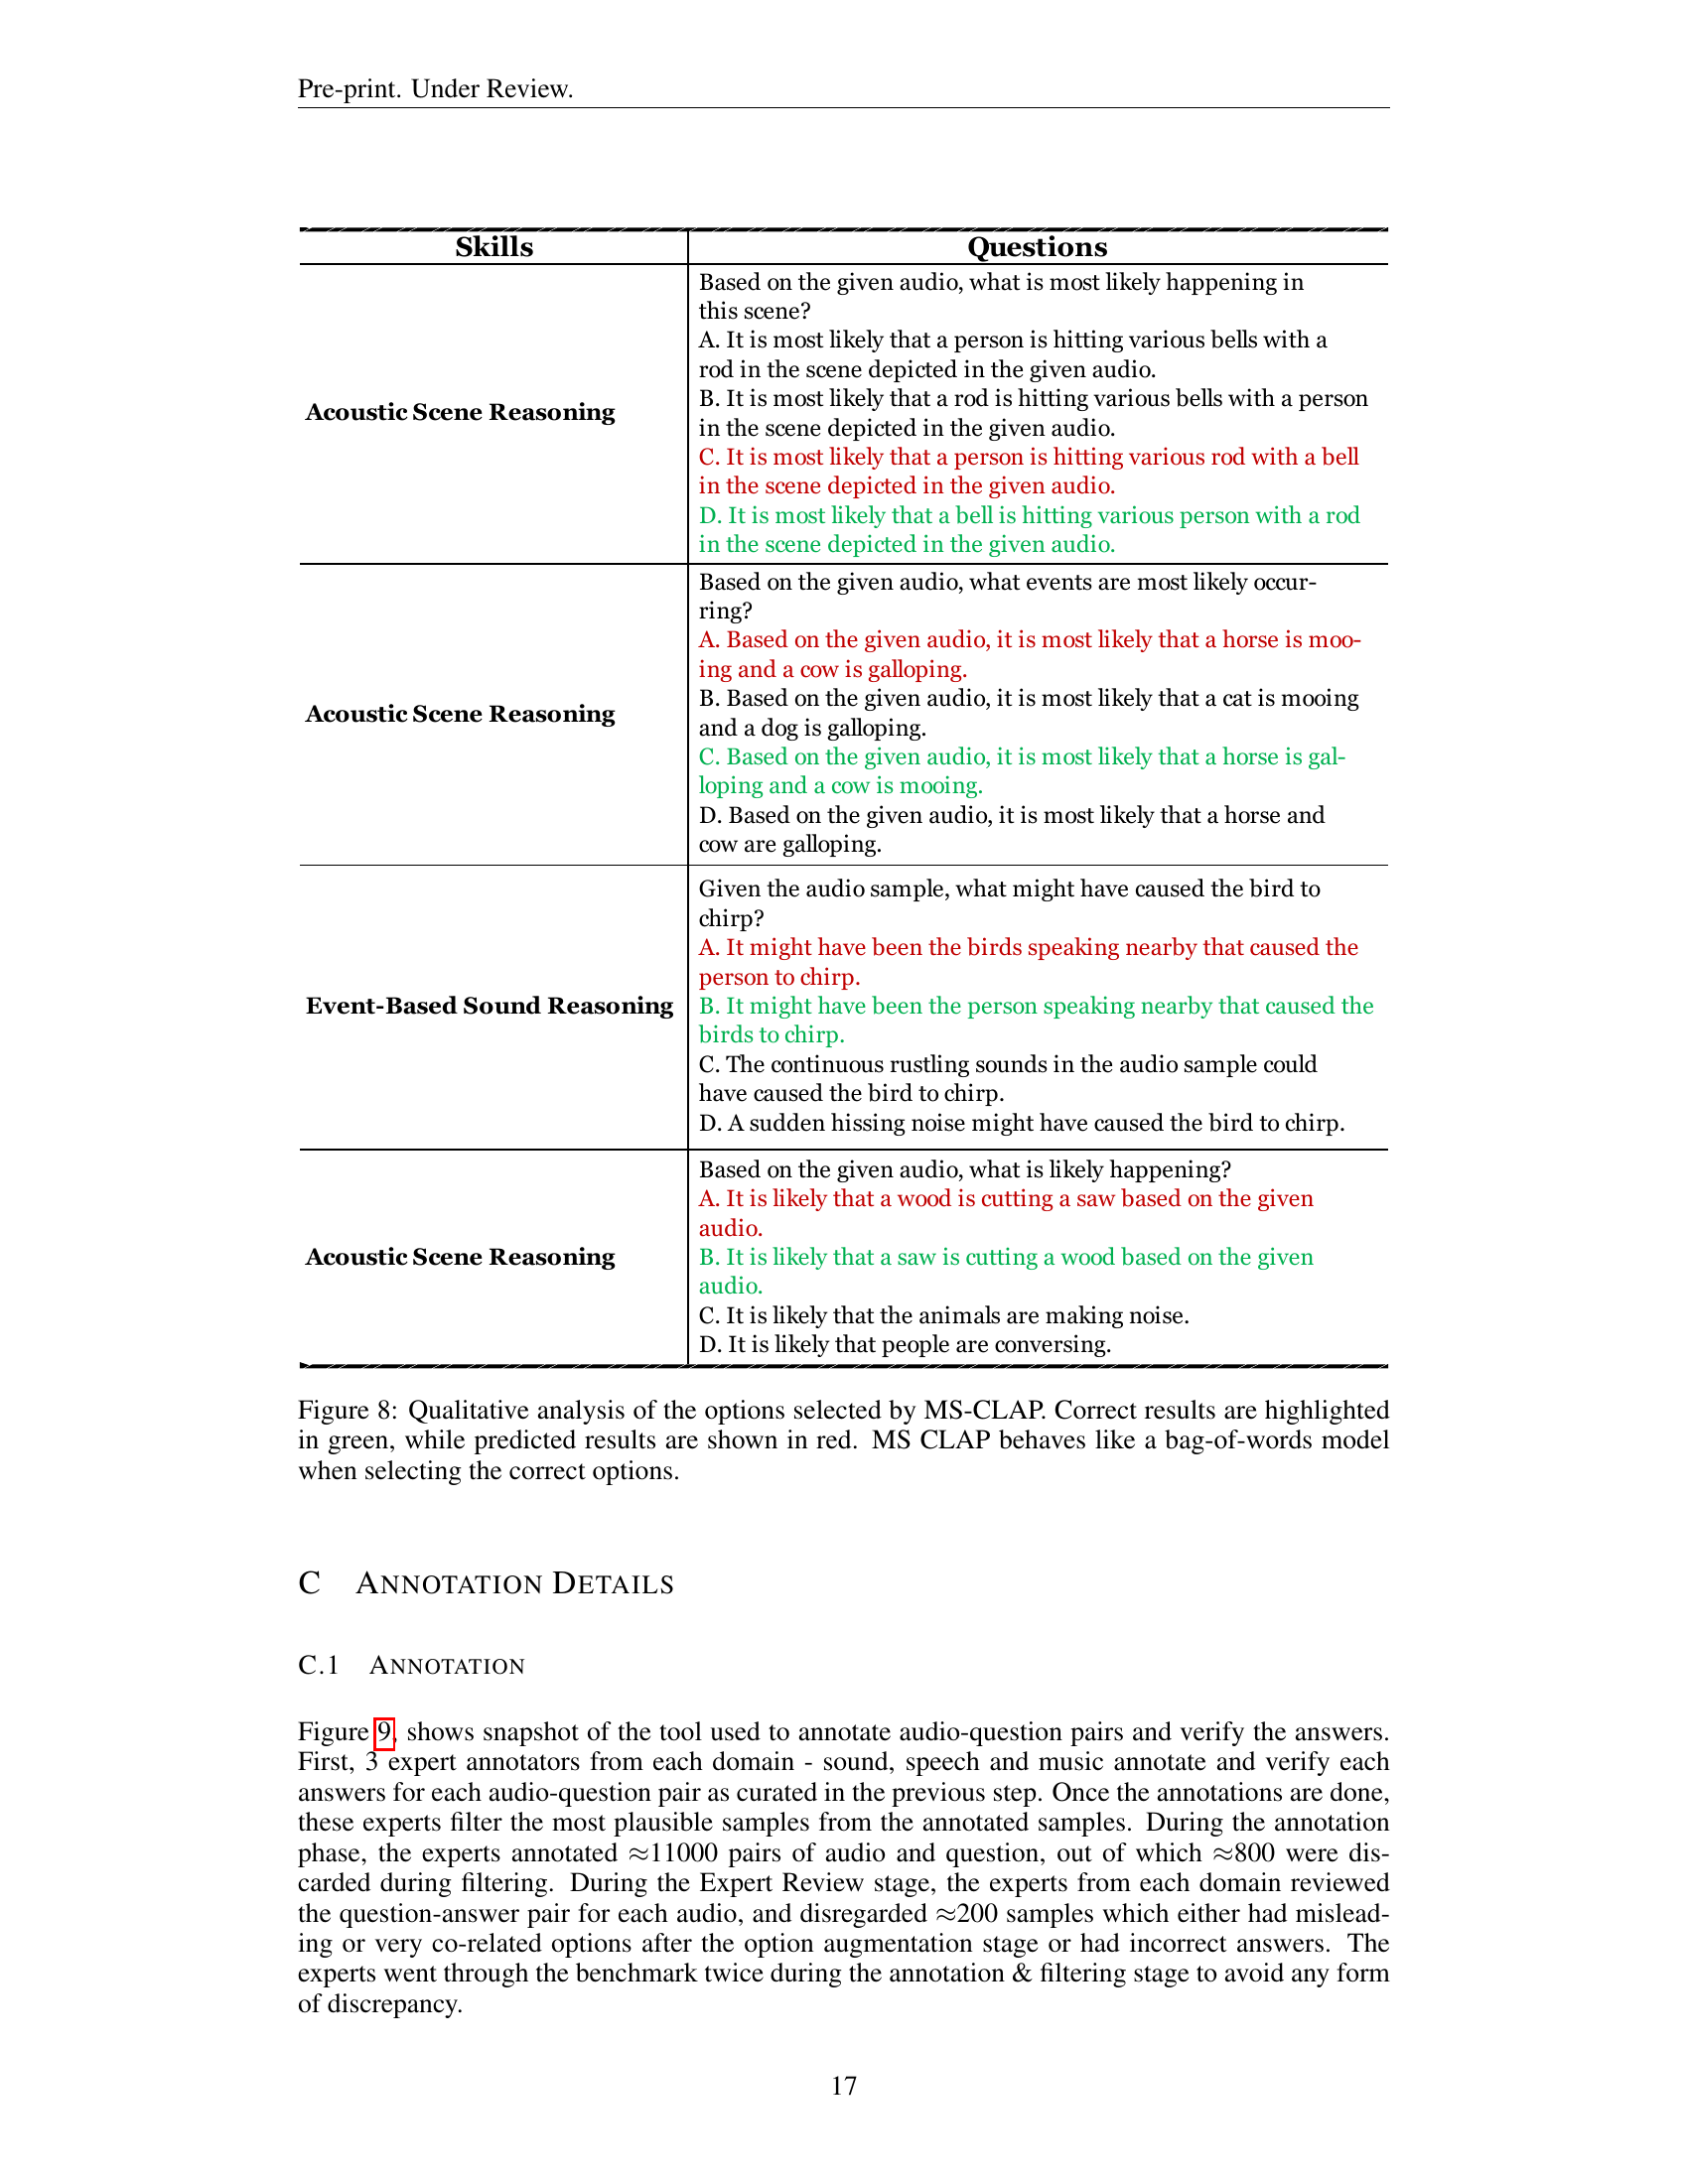 Pre-print. Under Review.
Skills
Questions
Acoustic Scene Reasoning
Based on the given audio, what is most likely happening in
this scene?
A. It is most likely that a person is hitting various bells with a
rod in the scene depicted in the given audio.
B. It is most likely that a rod is hitting various bells with a person
in the scene depicted in the given audio.
C. It is most likely that a person is hitting various rod with a bell
in the scene depicted in the given audio.
D. It is most likely that a bell is hitting various person with a rod
in the scene depicted in the given audio.
Acoustic Scene Reasoning
Based on the given audio, what events are most likely occur-
ring?
A. Based on the given audio, it is most likely that a horse is moo-
ing and a cow is galloping.
B. Based on the given audio, it is most likely that a cat is mooing
and a dog is galloping.
C. Based on the given audio, it is most likely that a horse is gal-
loping and a cow is mooing.
D. Based on the given audio, it is most likely that a horse and
cow are galloping.
Event-Based Sound Reasoning
Given the audio sample, what might have caused the bird to
chirp?
A. It might have been the birds speaking nearby that caused the
person to chirp.
B. It might have been the person speaking nearby that caused the
birds to chirp.
C. The continuous rustling sounds in the audio sample could
have caused the bird to chirp.
D. A sudden hissing noise might have caused the bird to chirp.
Acoustic Scene Reasoning
Based on the given audio, what is likely happening?
A. It is likely that a wood is cutting a saw based on the given
audio.
B. It is likely that a saw is cutting a wood based on the given
audio.
C. It is likely that the animals are making noise.
D. It is likely that people are conversing.
Figure 8: Qualitative analysis of the options selected by MS-CLAP. Correct results are highlighted
in green, while predicted results are shown in red. MS CLAP behaves like a bag-of-words model
when selecting the correct options.
C ANNOTATION DETAILS
C.1 ANNOTATION
Figure 9, shows snapshot of the tool used to annotate audio-question pairs and verify the answers.
First, 3 expert annotators from each domain - sound, speech and music annotate and verify each
answers for each audio-question pair as curated in the previous step. Once the annotations are done,
these experts filter the most plausible samples from the annotated samples. During the annotation
phase, the experts annotated ≈11000 pairs of audio and question, out of which ≈800 were dis-
carded during filtering. During the Expert Review stage, the experts from each domain reviewed
the question-answer pair for each audio, and disregarded ≈200 samples which either had mislead-
ing or very co-related options after the option augmentation stage or had incorrect answers. The
experts went through the benchmark twice during the annotation & filtering stage to avoid any form
of discrepancy.
17